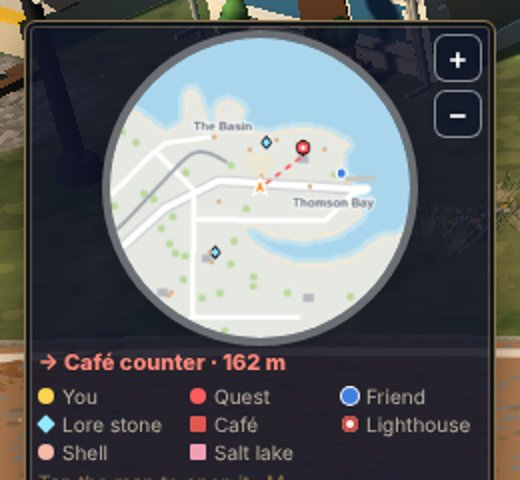 +
−
The Basin
Thomson Bay
→ Café counter · 162 m
You Quest Friend
Lore stone Café Lighthouse
Shell Salt lake